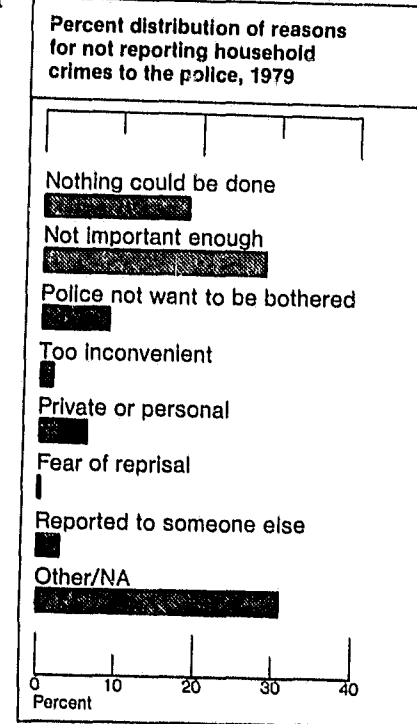 Percent distribution of reasons
for not reporting household
crimes to the police, 1979
Nothing could be done
Not important enough
Police not want to be bothered
Too inconvenient
Private or personal
Fear of reprisal
Reported to someone else
Other/NA
0 10 20 30 40
Percent